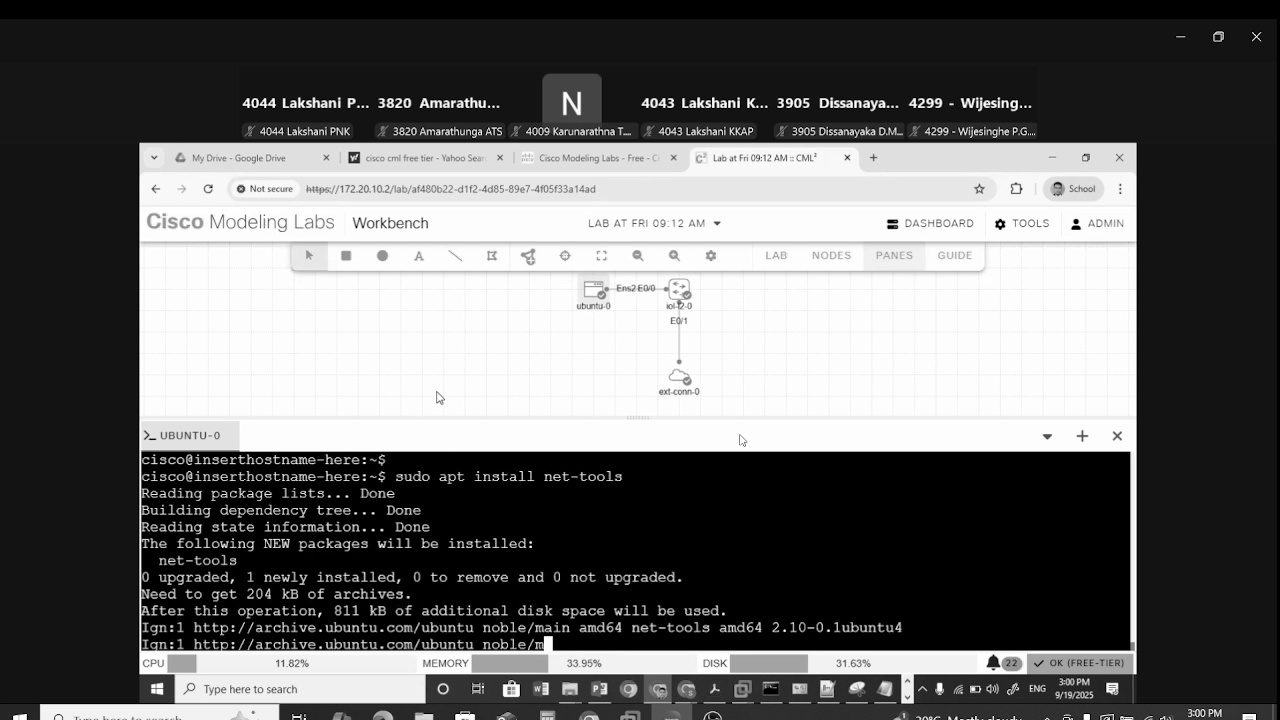 4044 Lakshani P... 3820 Amarathu... N 4043 Lakshani K... 3905 Dissanaya... 4299 - Wijesing...
4044 Lakshani PNK 3820 Amarathunga ATS 4009 Karunarathna T... 4043 Lakshani KKAP 3905 Dissanayaka D.M... 4299 - Wijesinghe P.G....
My Drive - Google Drive cisco cml free tier - Yahoo Sear Cisco Modeling Labs - Free - Ci Lab at Fri 09:12 AM :: CML²
Not secure https://172.20.10.2/lab/af480b22-d1f2-4d85-89e7-4f05f33a14ad School
Cisco Modeling Labs Workbench LAB AT FRI 09:12 AM DASHBOARD TOOLS ADMIN
A LAB NODES PANES GUIDE
Ens2 E0/0
ubuntu-0 iol-l2-0
E0/1
ext-conn-0
UBUNTU-0
cisco@inserthostname-here:~$
cisco@inserthostname-here:~$ sudo apt install net-tools
Reading package lists... Done
Building dependency tree... Done
Reading state information... Done
The following NEW packages will be installed:
net-tools
0 upgraded, 1 newly installed, 0 to remove and 0 not upgraded.
Need to get 204 kB of archives.
After this operation, 811 kB of additional disk space will be used.
Ign:1 http://archive.ubuntu.com/ubuntu noble/main amd64 net-tools amd64 2.10-0.1ubuntu4
Ign:1 http://archive.ubuntu.com/ubuntu noble/m
CPU 11.82% MEMORY 33.95% DISK 31.63% 22 OK (FREE-TIER)
Type here to search ENG 3:00 PM
9/19/2025
Type here to search Mostly cloudy 3:00 PM